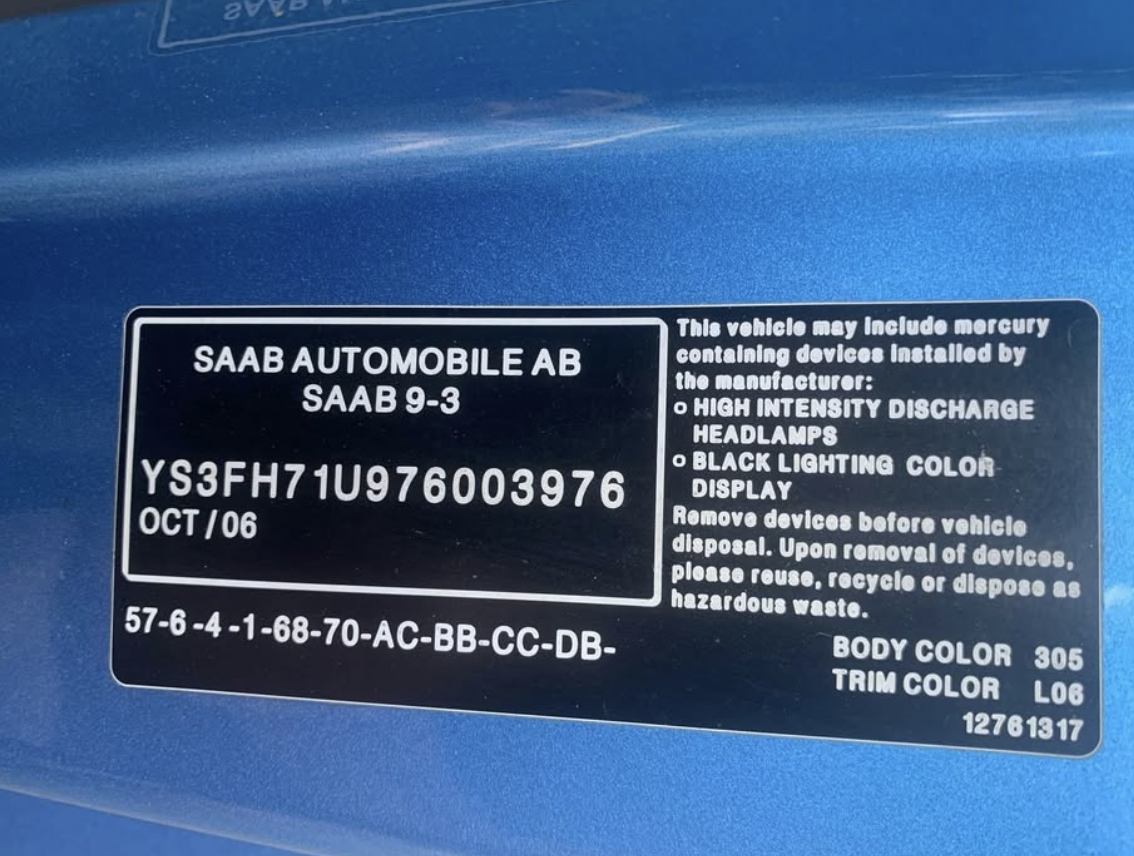 SAAB AUTOMOBILE AB
SAAB 9-3
YS3FH71U976003976
OCT / 06
57-6-4-1-68-70-AC-BB-CC-DB-
This vehicle may include mercury
containing devices installed by
the manufacturer:
o HIGH INTENSITY DISCHARGE
HEADLAMPS
o BLACK LIGHTING COLOR
DISPLAY
Remove devices before vehicle
disposal. Upon removal of devices,
please reuse, recycle or dispose as
hazardous waste.
BODY COLOR 305
TRIM COLOR L06
12761317